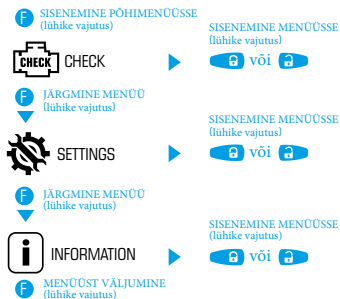 F SISENEMINE PÕHIMENÜÜSSE
(lühike vajutus)
SISENEMINE MENÜÜSSE
(lühike vajutus)
CHECK CHECK
või
F JÄRGMINE MENÜÜ
(lühike vajutus)
SISENEMINE MENÜÜSSE
(lühike vajutus)
SETTINGS
või
F JÄRGMINE MENÜÜ
(lühike vajutus)
SISENEMINE MENÜÜSSE
(lühike vajutus)
i INFORMATION
või
F MENÜÜST VÄLJUMINE
(lühike vajutus)